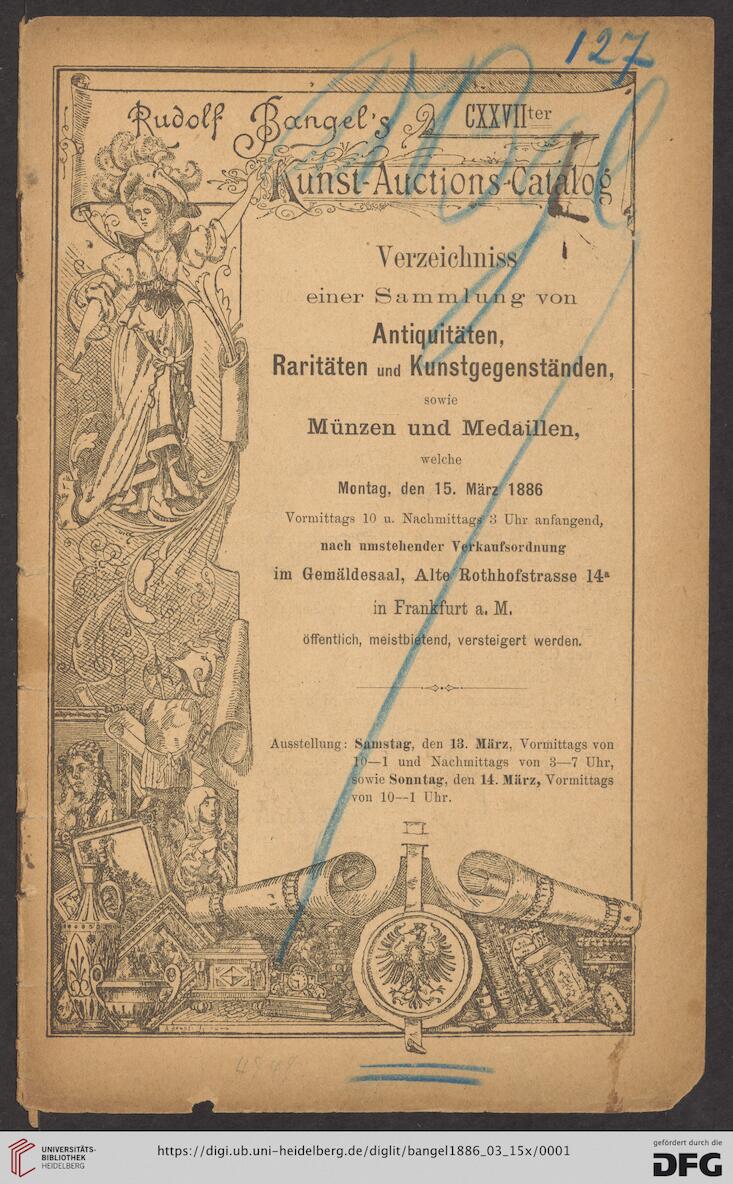 127
Rudolf Bangel's CXXVIIter
Kunst-Auctions-Catalog
Verzeichniss
einer Sammlung von
Antiquitäten,
Raritäten und Kunstgegenständen,
sowie
Münzen und Medaillen,
welche
Montag, den 15. März 1886
Vormittags 10 u. Nachmittags 3 Uhr anfangend,
nach umstehender Verkaufsordnung
im Gemäldesaal, Alte Rothhofstrasse 14a
in Frankfurt a. M.
öffentlich, meistbietend, versteigert werden.
Ausstellung: Samstag, den 13. März, Vormittags von
10—1 und Nachmittags von 3—7 Uhr,
sowie Sonntag, den 14. März, Vormittags
von 10—1 Uhr.
UNIVERSITÄTS-
BIBLIOTHEK
HEIDELBERG
https://digi.ub.uni-heidelberg.de/diglit/bangel1886_03_15x/0001
gefördert durch die
DFG